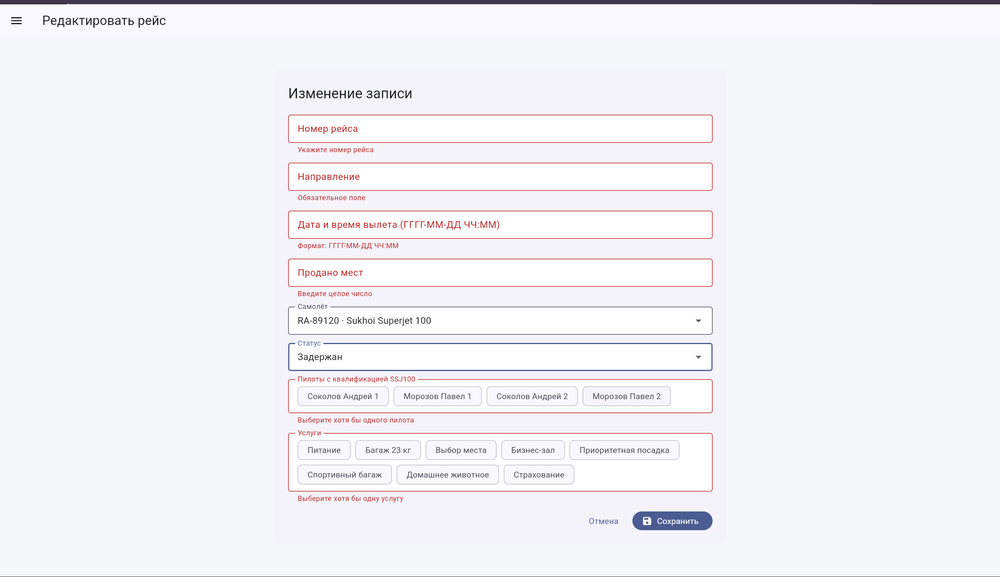 Редактировать рейс
Изменение записи
Номер рейса
Укажите номер рейса
Направление
Обязательное поле
Дата и время вылета (ГГГГ-ММ-ДД ЧЧ:ММ)
Формат: ГГГГ-ММ-ДД ЧЧ:ММ
Продано мест
Введите целое число
Самолёт
RA-89120 · Sukhoi Superjet 100
Статус
Задержан
Пилоты с квалификацией SSJ100
Соколов Андрей 1 Морозов Павел 1 Соколов Андрей 2 Морозов Павел 2
Выберите хотя бы одного пилота
Услуги
Питание Багаж 23 кг Выбор места Бизнес-зал Приоритетная посадка
Спортивный багаж Домашнее животное Страхование
Выберите хотя бы одну услугу
Отмена Сохранить